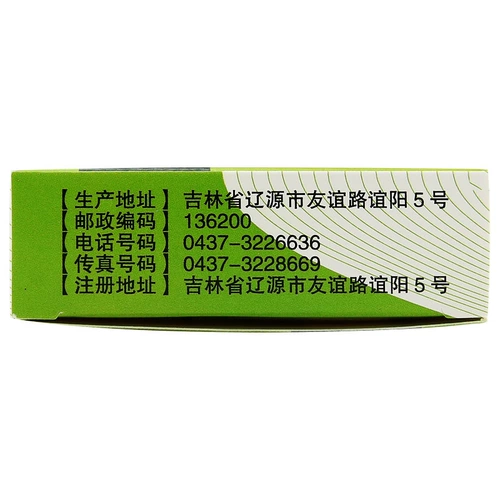 【生产地址】吉林省辽源市友谊路谊阳5号
【邮政编码】136200
【电话号码】0437-3226636
【传真号码】0437-3228669
【注册地址】吉林省辽源市友谊路谊阳5号